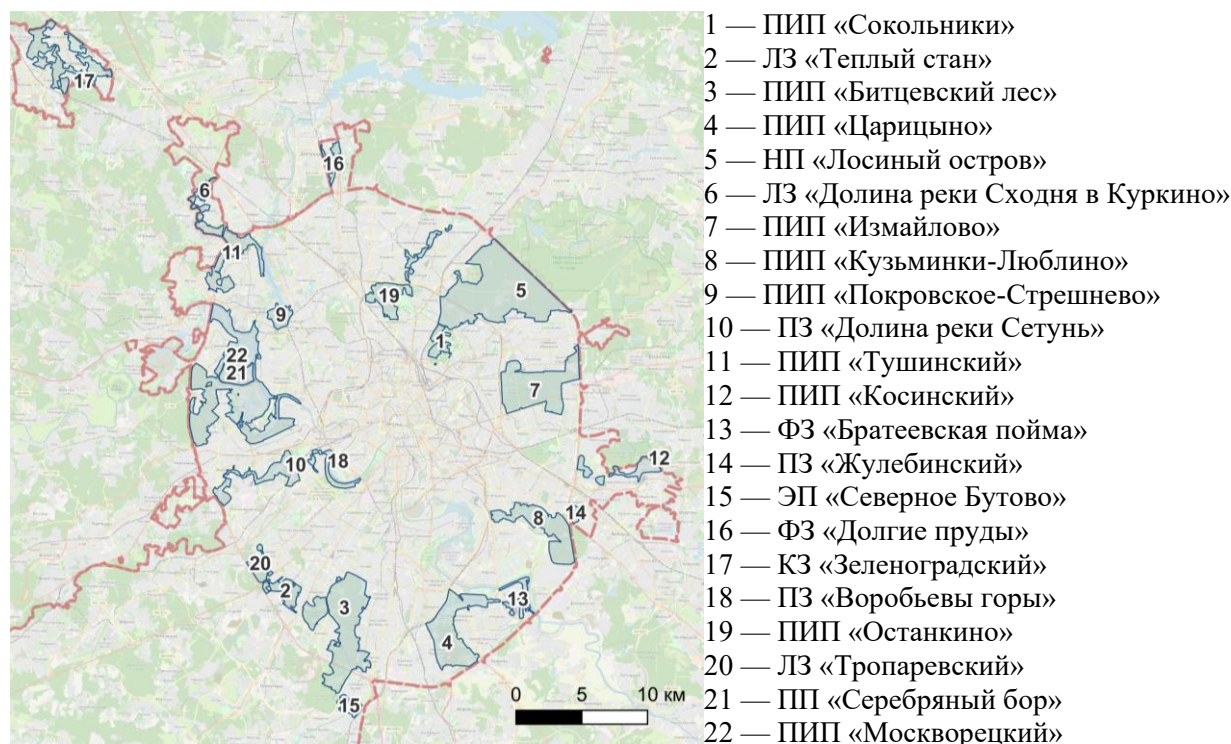 1 — ПИП «Сокольники»
2 — ЛЗ «Теплый стан»
3 — ПИП «Битцевский лес»
4 — ПИП «Царицыно»
5 — НП «Лосиный остров»
6 — ЛЗ «Долина реки Сходня в Куркино»
7 — ПИП «Измайлово»
8 — ПИП «Кузьминки-Люблино»
9 — ПИП «Покровское-Стрешнево»
10 — ПЗ «Долина реки Сетунь»
11 — ПИП «Тушинский»
12 — ПИП «Косинский»
13 — ФЗ «Братеевская пойма»
14 — ПЗ «Жулебинский»
15 — ЭП «Северное Бутово»
16 — ФЗ «Долгие пруды»
17 — КЗ «Зеленоградский»
18 — ПЗ «Воробьевы горы»
19 — ПИП «Останкино»
20 — ЛЗ «Тропаревский»
21 — ПП «Серебряный бор»
22 — ПИП «Москворецкий»
17
16
6
11
5
19
9
1
22
21
7
10
18
12
8
14
20
2
3
13
4
15
0 5 10 км